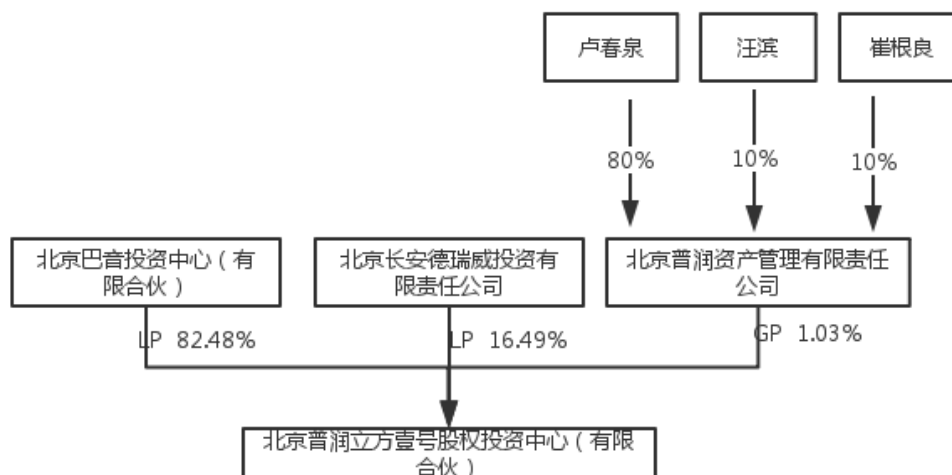 卢春泉
汪滨
崔根良
80%
10%
10%
北京巴音投资中心（有
限合伙）
北京长安德瑞威投资有
限责任公司
北京普润资产管理有限责任
公司
LP 82.48%
LP 16.49%
GP 1.03%
北京普润立方壹号股权投资中心（有限
合伙）